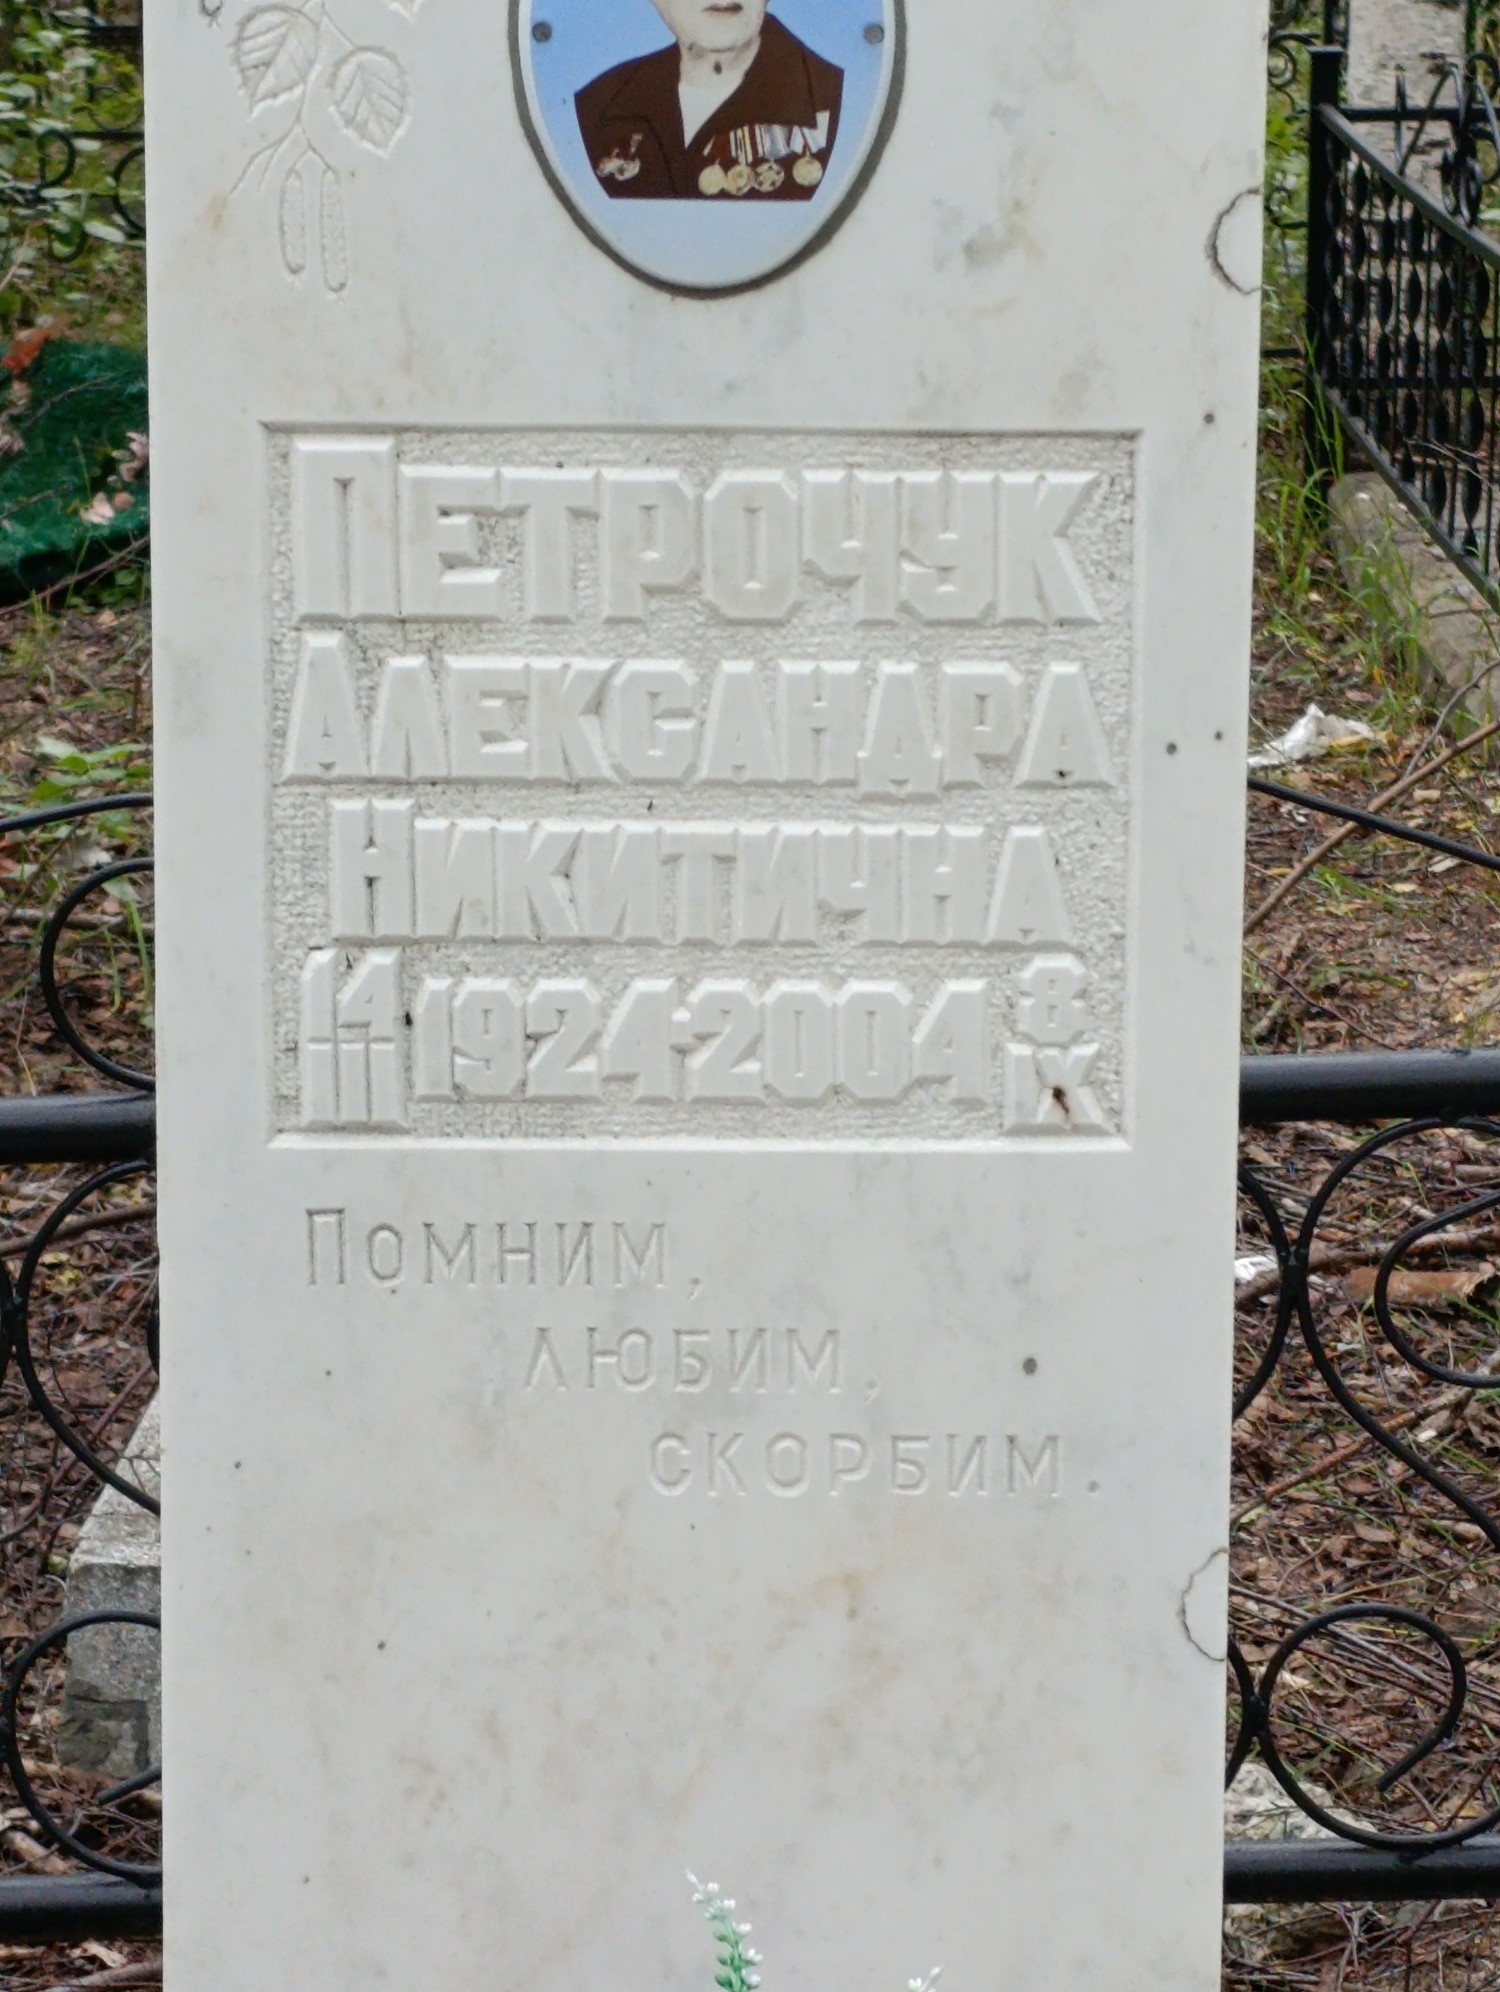 Петрочук
Александра
Никитична
14 III 1924-2004 8 IX
Помним,
любим,
скорбим.